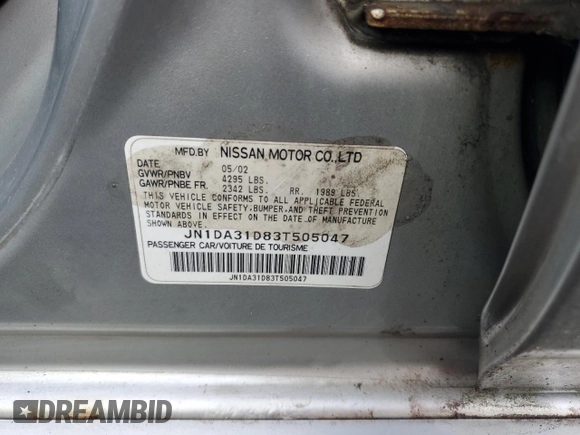 MFD.BY NISSAN MOTOR CO.,LTD
DATE 05/02
GVWR/PNBV 4295 LBS.
GAWR/PNBE FR. 2342 LBS. RR. 1988 LBS.
THIS VEHICLE CONFORMS TO ALL APPLICABLE FEDERAL
MOTOR VEHICLE SAFETY,BUMPER,AND THEFT PREVENTION
STANDARDS IN EFFECT ON THE DATE OF MANUFACTURE
SHOWN ABOVE.
JN1DA31D83T505047
PASSENGER CAR/VOITURE DE TOURISME
JN1DA31D83T505047
DREAMBID